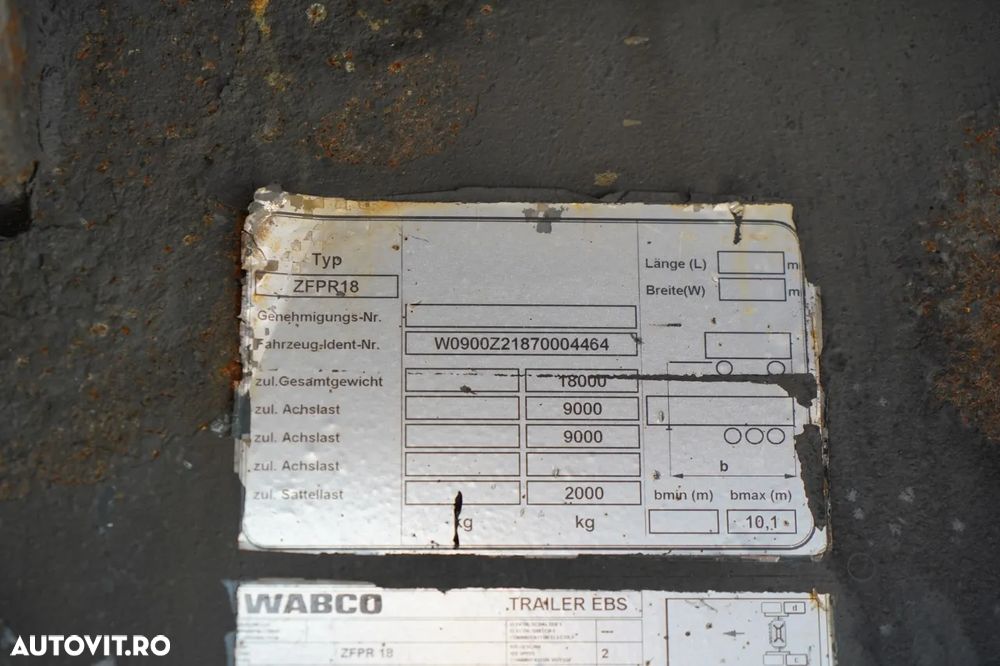 Typ
ZFPR18
Länge (L) m
Breite(W) m
Genehmigungs-Nr.
Fahrzeug-Ident-Nr. W0900Z21870004464
zul.Gesamtgewicht 18000
zul. Achslast 9000
zul. Achslast 9000
zul. Achslast
zul. Sattellast 2000
kg kg
b
bmin (m) bmax (m)
10,1
WABCO TRAILER EBS
d
ZFPR 18 2
AUTOVIT.RO